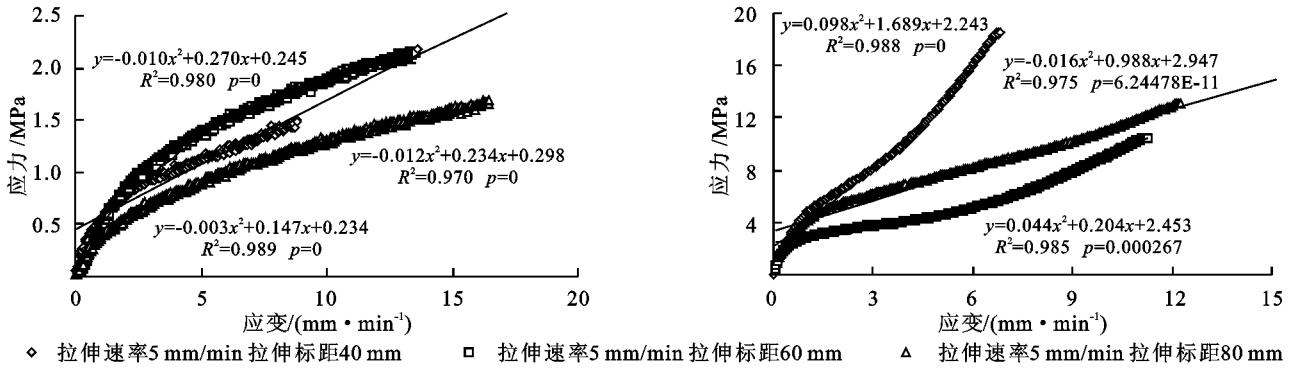 y=-0.010x²+0.270x+0.245
R²=0.980 p=0
y=-0.012x²+0.234x+0.298
R²=0.970 p=0
y=-0.003x²+0.147x+0.234
R²=0.989 p=0
应力/MPa
2.5
2.0
1.5
1.0
0.5
0 5 10 15 20
应变/(mm·min⁻¹)
y=0.098x²+1.689x+2.243
R²=0.988 p=0
y=-0.016x²+0.988x+2.947
R²=0.975 p=6.24478E-11
y=0.044x²+0.204x+2.453
R²=0.985 p=0.000267
应力/MPa
20
16
12
8
4
0 3 6 9 12 15
应变/(mm·min⁻¹)
拉伸速率5 mm/min 拉伸标距40 mm
拉伸速率5 mm/min 拉伸标距60 mm
拉伸速率5 mm/min 拉伸标距80 mm